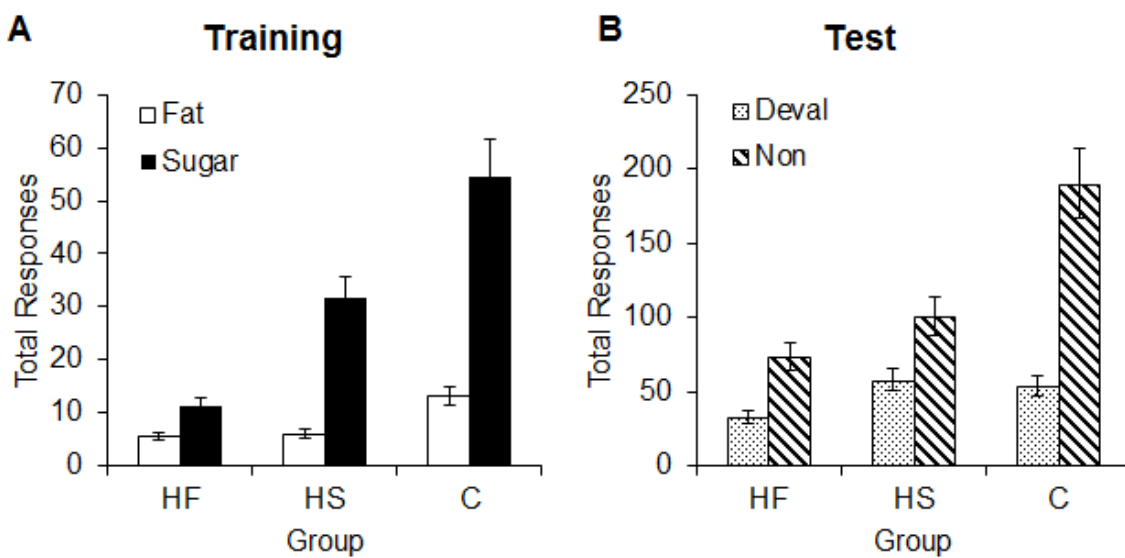 A
Training
70
60
50
40
30
20
10
0
Total Responses
Fat
Sugar
HF
HS
C
Group
B
Test
250
200
150
100
50
0
Total Responses
Deval
Non
HF
HS
C
Group